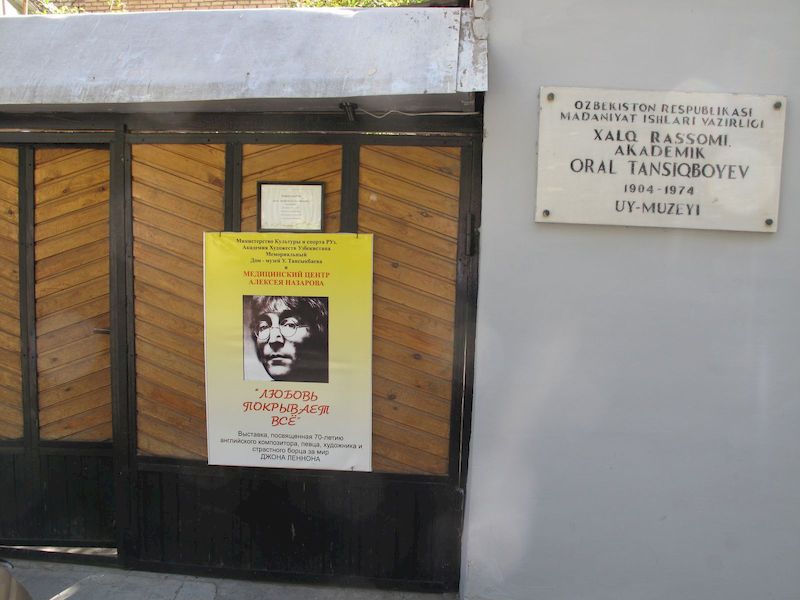 Министерство Культуры и спорта РУз.
Академия Художеств Узбекистана
Мемориальный
Дом - музей У. Тансыкбаева
и
МЕДИЦИНСКИЙ ЦЕНТР
АЛЕКСЕЯ НАЗАРОВА
"ЛЮБОВЬ
ПОКРЫВАЕТ
ВСЁ"
Выставка, посвященная 70-летию
английского композитора, певца, художника и
страстного борца за мир
ДЖОНА ЛЕННОНА
OZBEKISTON RESPUBLIKASI
MADANIYAT ISHLARI VAZIRLIGI
XALQ RASSOMI,
AKADEMIK
ORAL TANSIQBOYEV
1904-1974
UY-MUZEYI